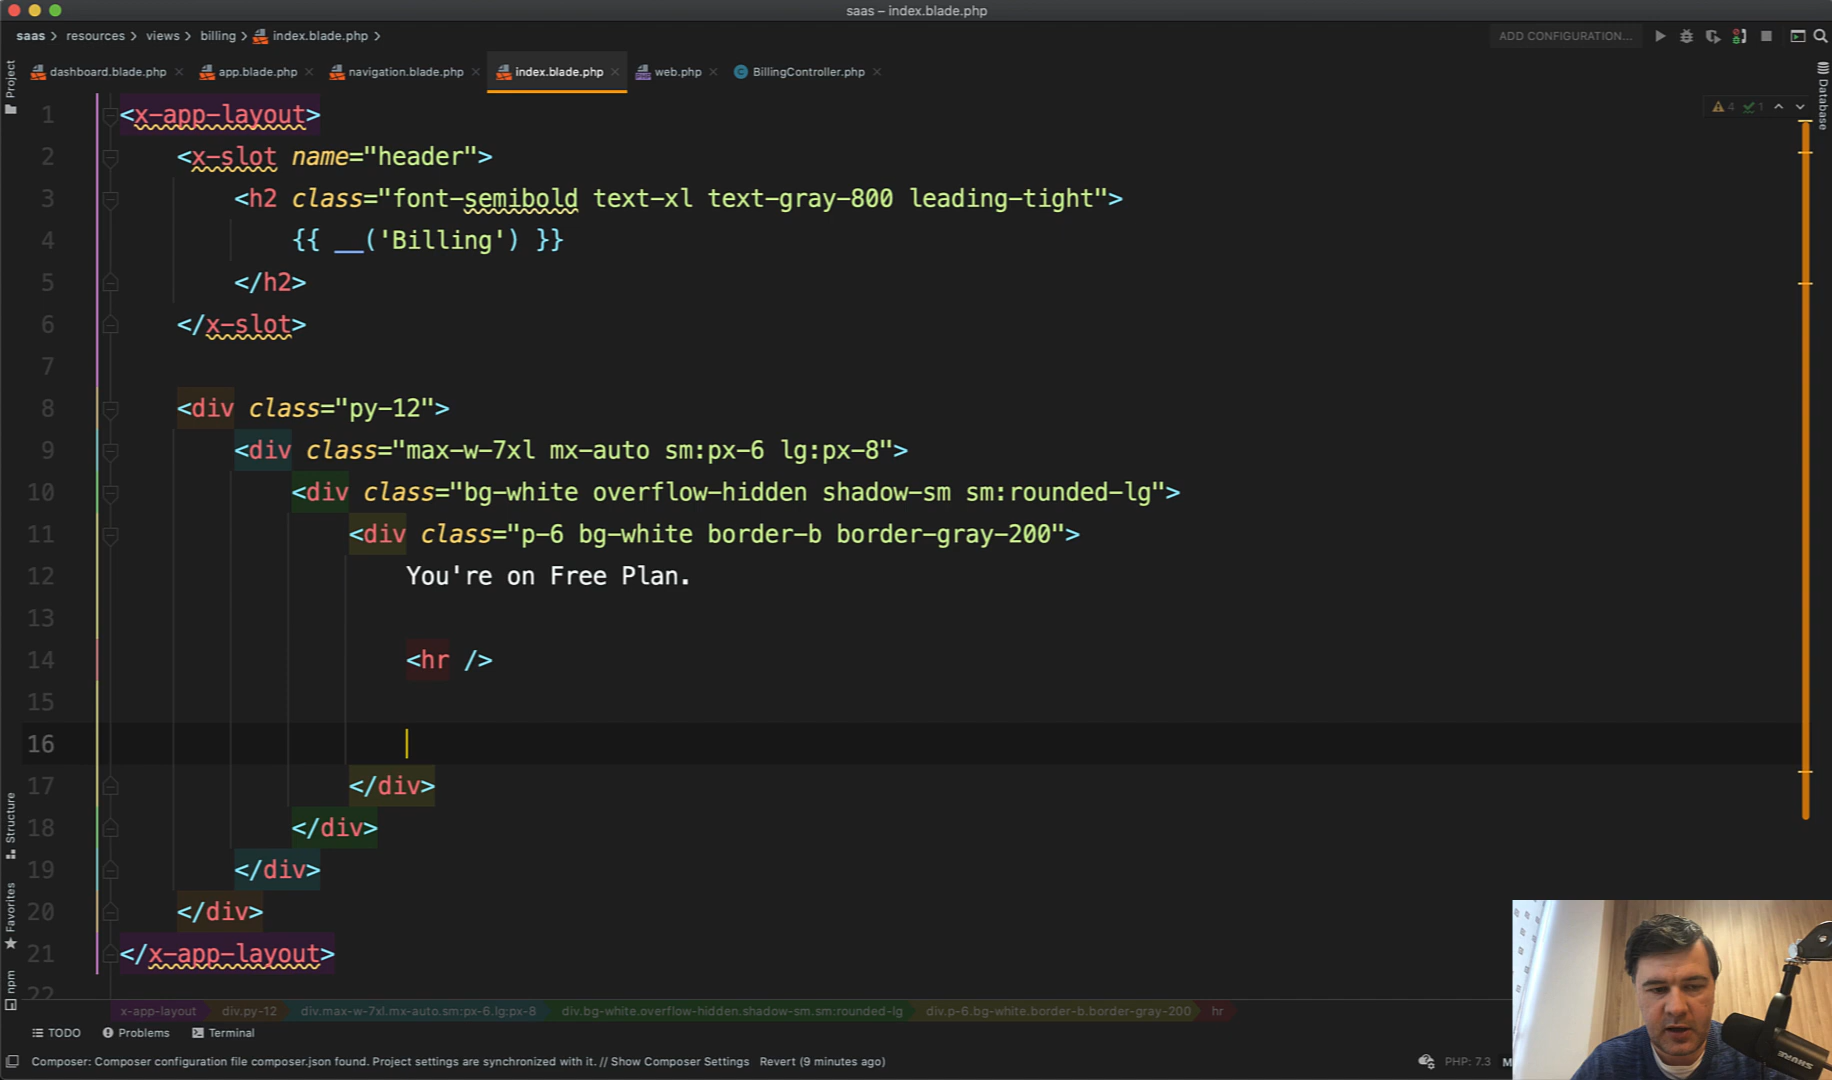 saas – index.blade.php
saas resources views billing index.blade.php
ADD CONFIGURATION...
dashboard.blade.php app.blade.php navigation.blade.php index.blade.php web.php BillingController.php
Project
Database
4 1
1 <x-app-layout>
2 <x-slot name="header">
3 <h2 class="font-semibold text-xl text-gray-800 leading-tight">
4 {{ __('Billing') }}
5 </h2>
6 </x-slot>
7
8 <div class="py-12">
9 <div class="max-w-7xl mx-auto sm:px-6 lg:px-8">
10 <div class="bg-white overflow-hidden shadow-sm sm:rounded-lg">
11 <div class="p-6 bg-white border-b border-gray-200">
12 You're on Free Plan.
13
14 <hr />
15
16
17 </div>
18 </div>
19 </div>
20 </div>
21 </x-app-layout>
22
Structure
Favorites
npm
x-app-layout div.py-12 div.max-w-7xl.mx-auto.sm:px-6.lg:px-8 div.bg-white.overflow-hidden.shadow-sm.sm:rounded-lg div.p-6.bg-white.border-b.border-gray-200 hr
TODO Problems Terminal
Composer: Composer configuration file composer.json found. Project settings are synchronized with it. // Show Composer Settings Revert (9 minutes ago)
PHP: 7.3